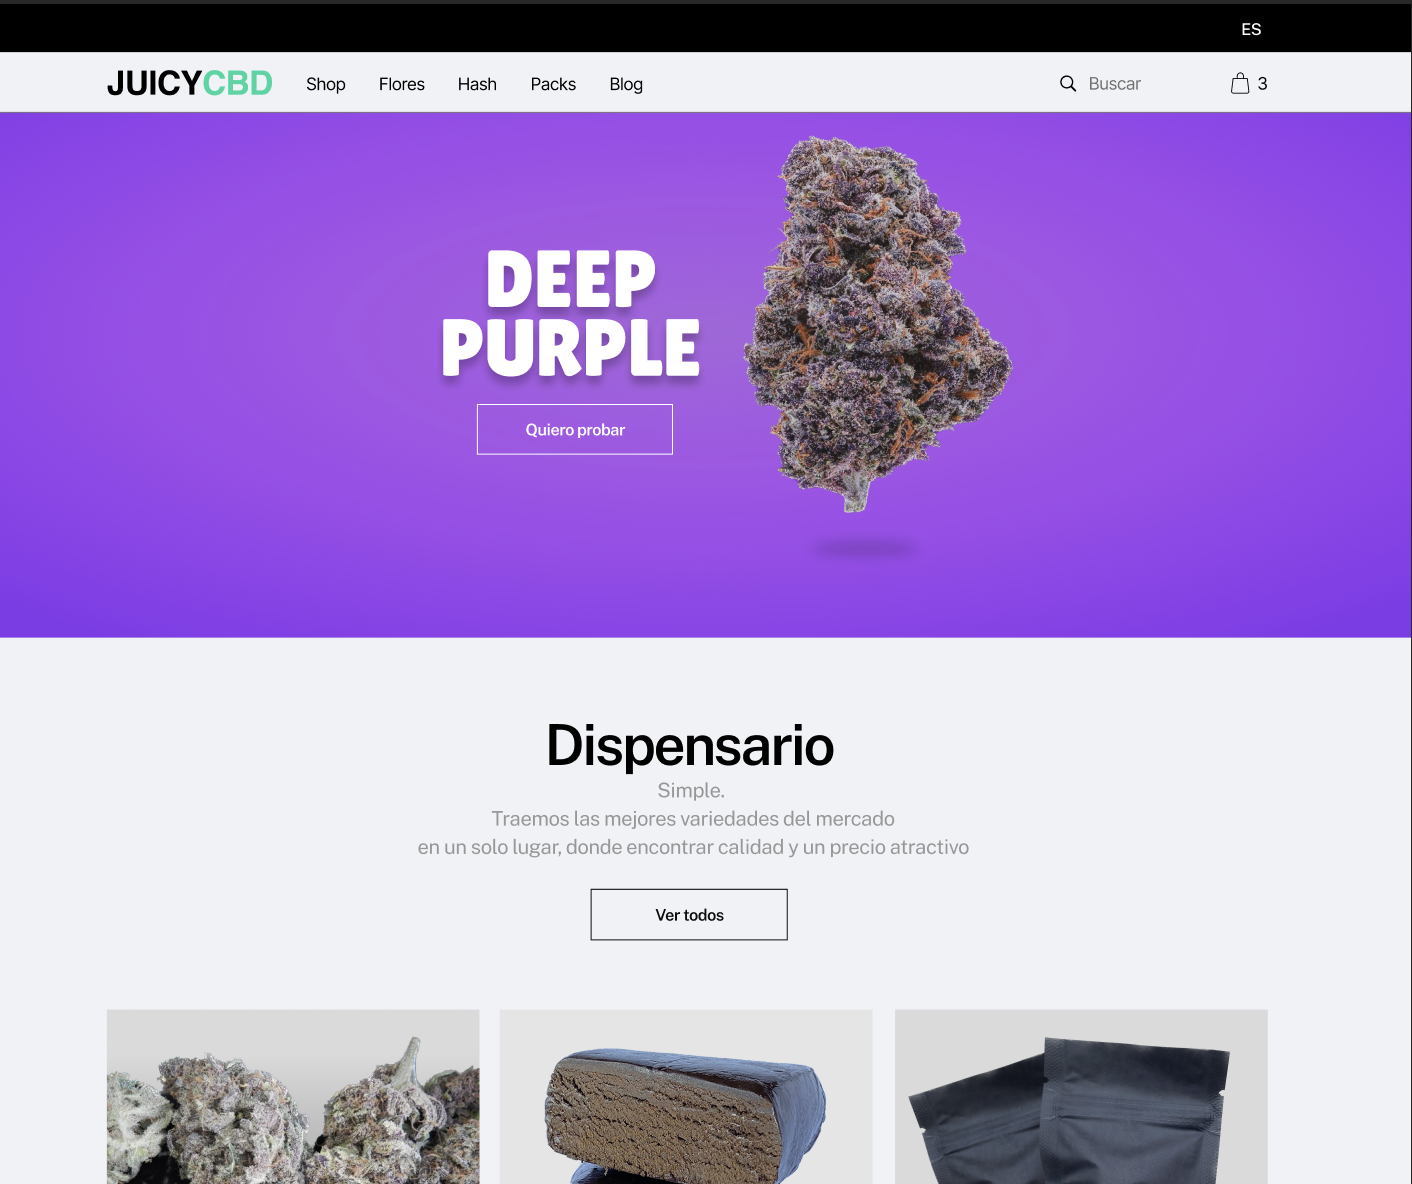 ES
JUICYCBD Shop Flores Hash Packs Blog Buscar 3
DEEP
PURPLE
Quiero probar
Dispensario
Simple.
Traemos las mejores variedades del mercado
en un solo lugar, donde encontrar calidad y un precio atractivo
Ver todos